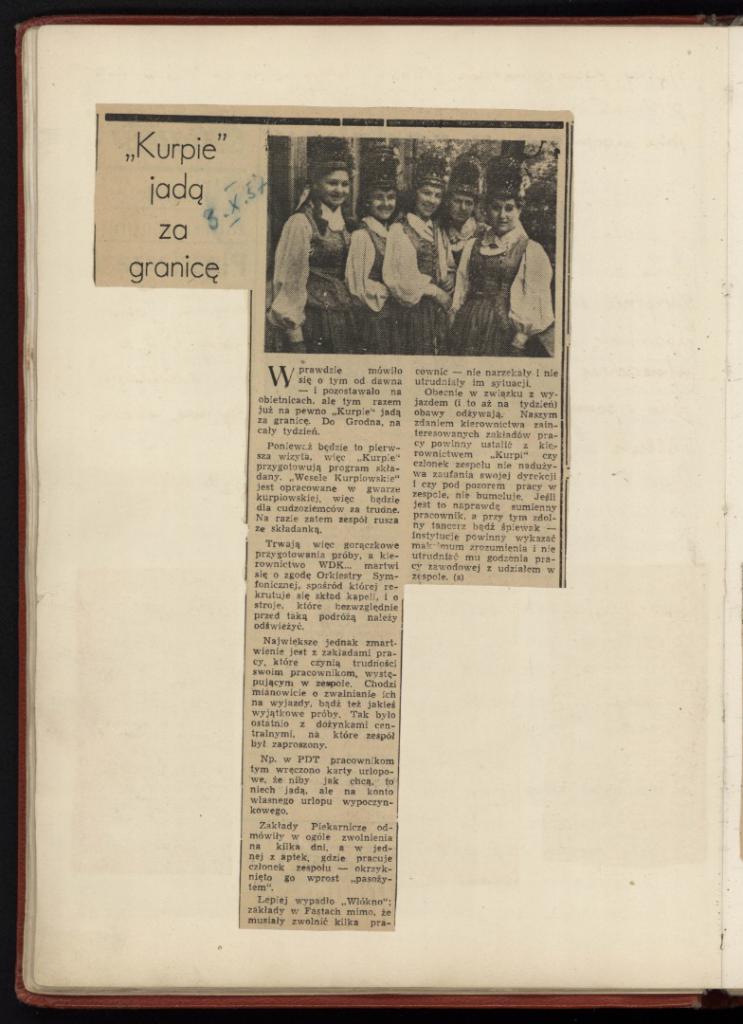 „Kurpie”
jadą
za
granicę
8.X.57
Wprawdzie mówiło
się o tym od dawna
— i pozostawało na
obietnicach, ale tym razem
już na pewno „Kurpie” jadą
za granicę. Do Grodna, na
cały tydzień.
Ponieważ będzie to pierw-
sza wizyta, więc „Kurpie”
przygotowują program skła-
dany. „Wesele Kurpiowskie”
jest opracowane w gwarze
kurpiowskiej, więc będzie
dla cudzoziemców za trudne.
Na razie zatem zespół rusza
ze składanką.
Trwają więc gorączkowe
przygotowania próby, a kie-
rownictwo WDK... martwi
się o zgodę Orkiestry Sym-
fonicznej, spośród której re-
krutuje się skład kapeli, i o
stroje, które bezwzględnie
przed taką podróżą należy
odświeżyć.
Największe jednak zmart-
wienie jest z zakładami pra-
cy, które czynią trudności
swoim pracownikom, wystę-
pującym w zespole. Chodzi
mianowicie o zwalnianie ich
na wyjazdy, bądź też jakieś
wyjątkowe próby. Tak było
ostatnio z dożynkami cen-
tralnymi, na które zespół
był zaproszony.
Np. w PDT pracownikom
tym wręczono karty urlopo-
we, że niby jak chcą, to
niech jadą, ale na konto
własnego urlopu wypoczyn-
kowego.
Zakłady Piekarnicze od-
mówiły w ogóle zwolnienia
na kilka dni, a w jed-
nej z aptek, gdzie pracuje
członek zespołu — okrzyk-
nięto go wprost „pasoży-
tem”.
Lepiej wypadło „Włókno”;
zakłady w Fastach mimo, że
musiały zwolnić kilka pra-
cownic — nie narzekały i nie
utrudniały im sytuacji.
Obecnie w związku z wy-
jazdem (i to aż na tydzień)
obawy odżywają. Naszym
zdaniem kierownictwa zain-
teresowanych zakładów pra-
cy powinny ustalić z kie-
rownictwem „Kurpi” czy
członek zespołu nie naduży-
wa zaufania swojej dyrekcji
i czy pod pozorem pracy w
zespole, nie bumeluje. Jeśli
jest to naprawdę sumienny
pracownik, a przy tym zdol-
ny tancerz bądź śpiewak —
instytucje powinny wykazać
maksimum zrozumienia i nie
utrudniać mu godzenia pra-
cy zawodowej z udziałem w
zespole. (s)